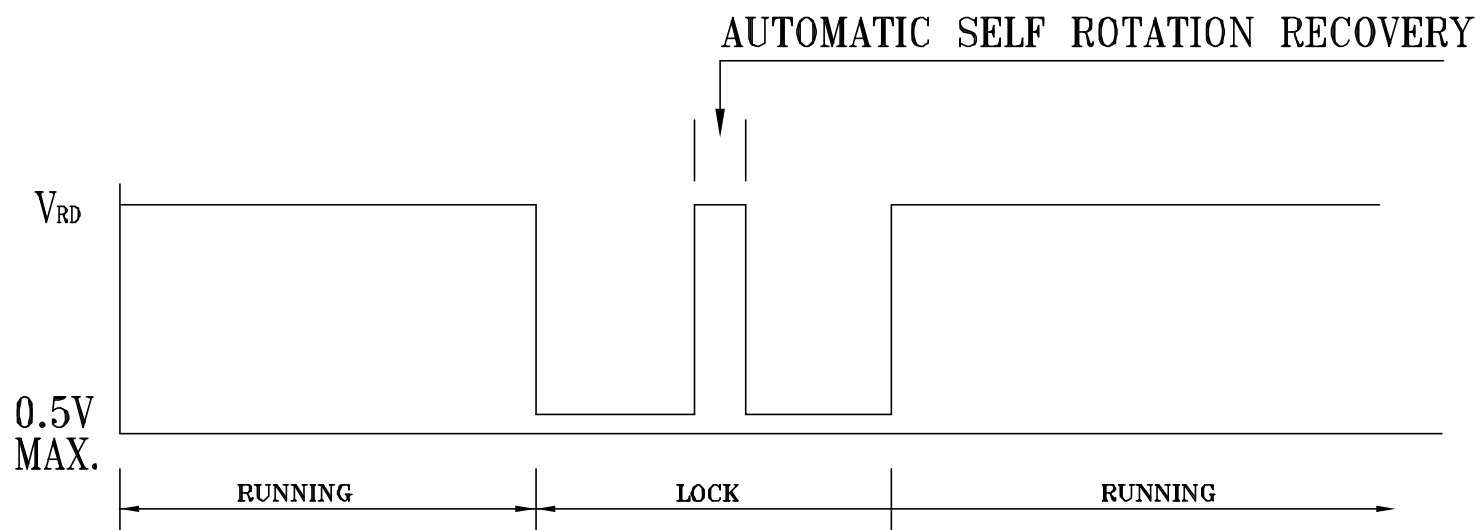 AUTOMATIC SELF ROTATION RECOVERY
VRD
0.5V
MAX.
RUNNING
LOCK
RUNNING